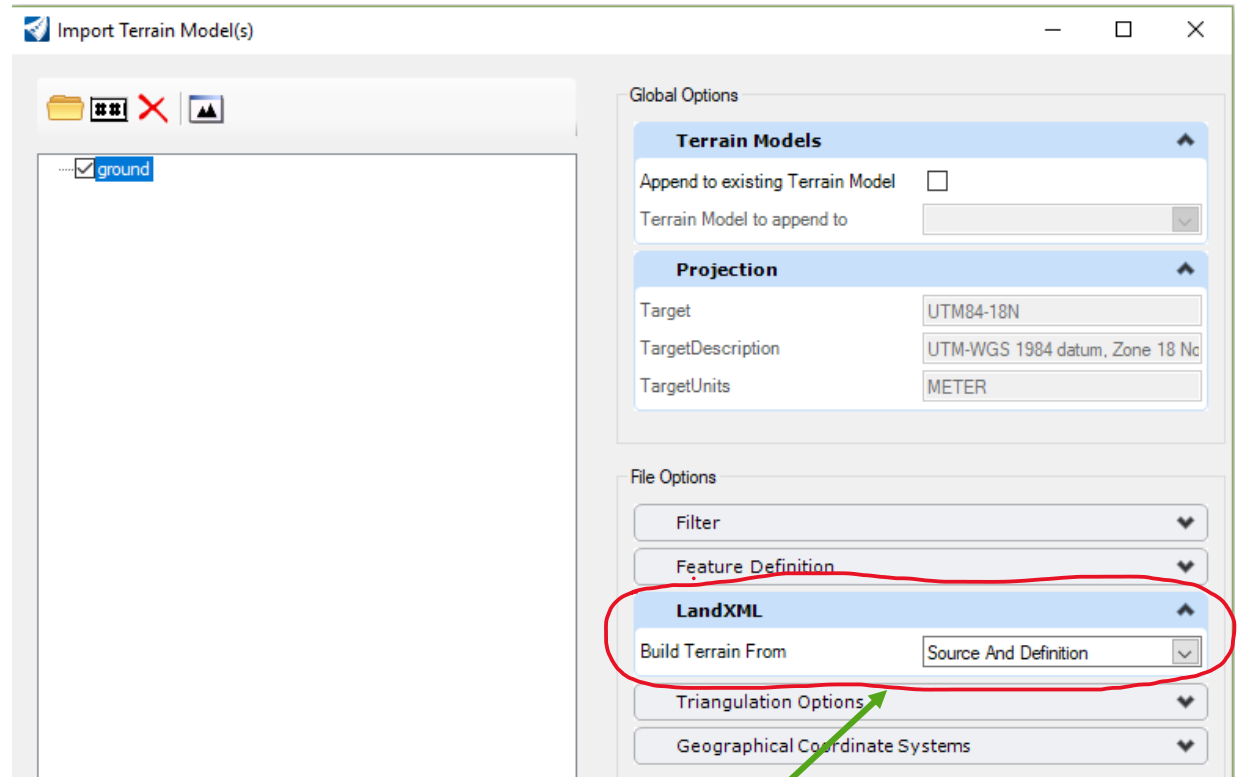 Import Terrain Model(s)
##
ground
Global Options
Terrain Models
Append to existing Terrain Model
Terrain Model to append to
Projection
Target UTM84-18N
TargetDescription UTM-WGS 1984 datum, Zone 18 Nc
TargetUnits METER
File Options
Filter
Feature Definition
LandXML
Build Terrain From Source And Definition
Triangulation Options
Geographical Coordinate Systems